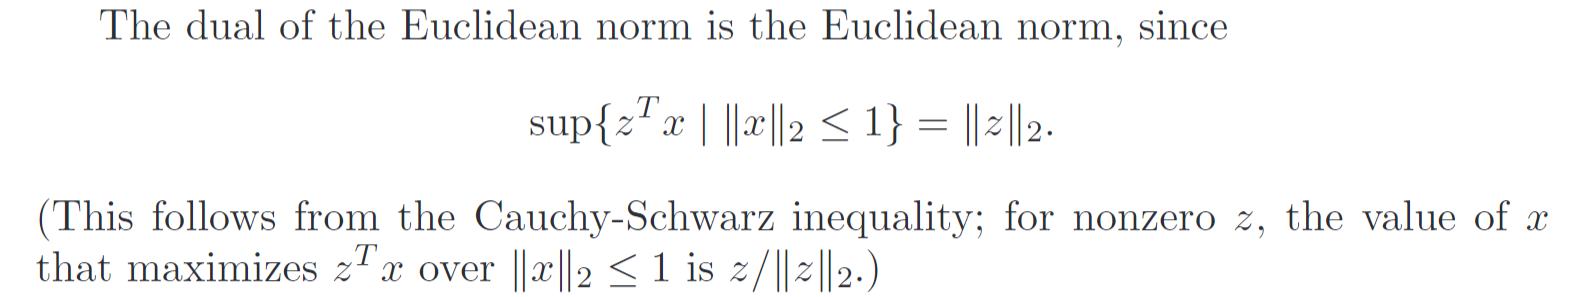 The dual of the Euclidean norm is the Euclidean norm, since
sup{z^T x | ‖x‖₂ ≤ 1} = ‖z‖₂.
(This follows from the Cauchy-Schwarz inequality; for nonzero z, the value of x
that maximizes z^T x over ‖x‖₂ ≤ 1 is z/‖z‖₂.)